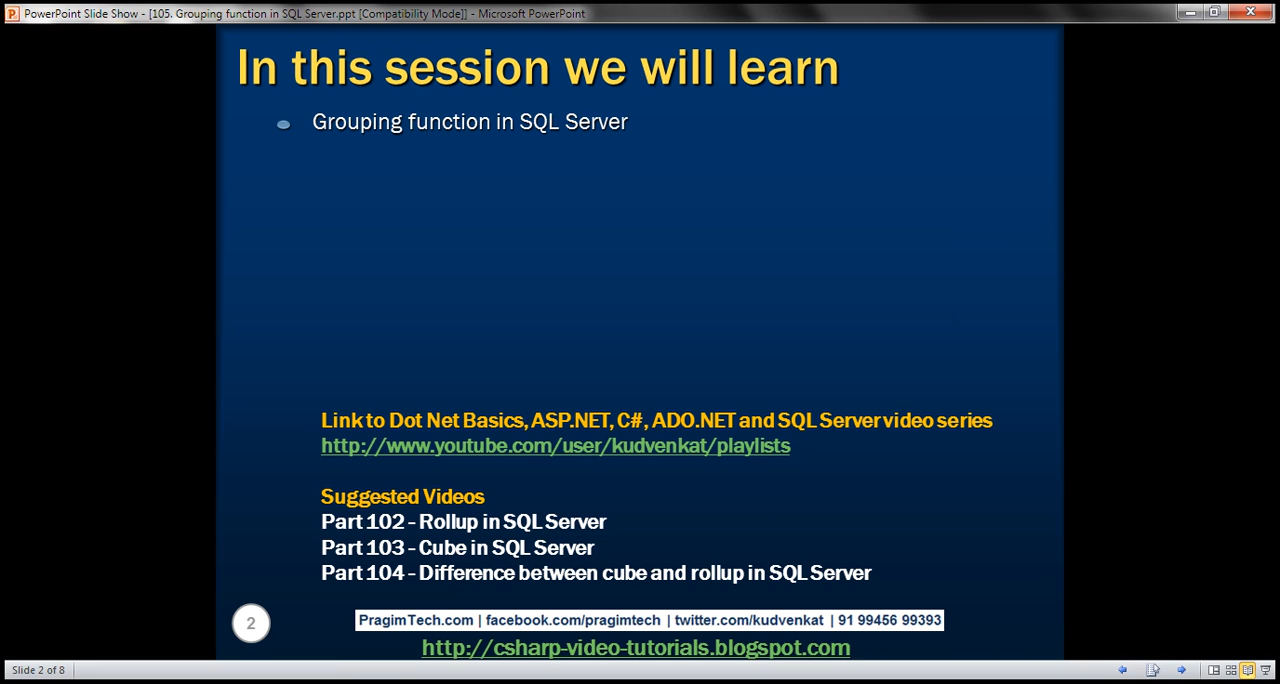 PowerPoint Slide Show - [105. Grouping function in SQL Server.ppt [Compatibility Mode]] - Microsoft PowerPoint
In this session we will learn
Grouping function in SQL Server
Link to Dot Net Basics, ASP.NET, C#, ADO.NET and SQL Server video series
http://www.youtube.com/user/kudvenkat/playlists
Suggested Videos
Part 102 - Rollup in SQL Server
Part 103 - Cube in SQL Server
Part 104 - Difference between cube and rollup in SQL Server
2
PragimTech.com | facebook.com/pragimtech | twitter.com/kudvenkat | 91 99456 99393
http://csharp-video-tutorials.blogspot.com
Slide 2 of 8